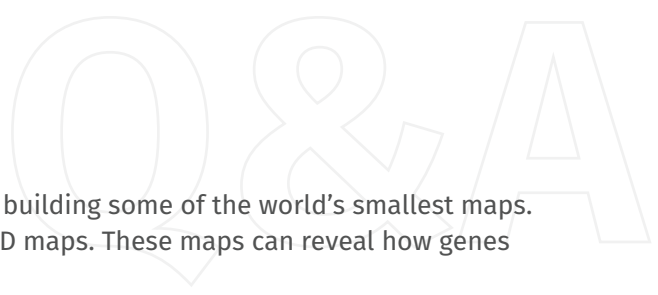 Q&A
building some of the world’s smallest maps.
D maps. These maps can reveal how genes